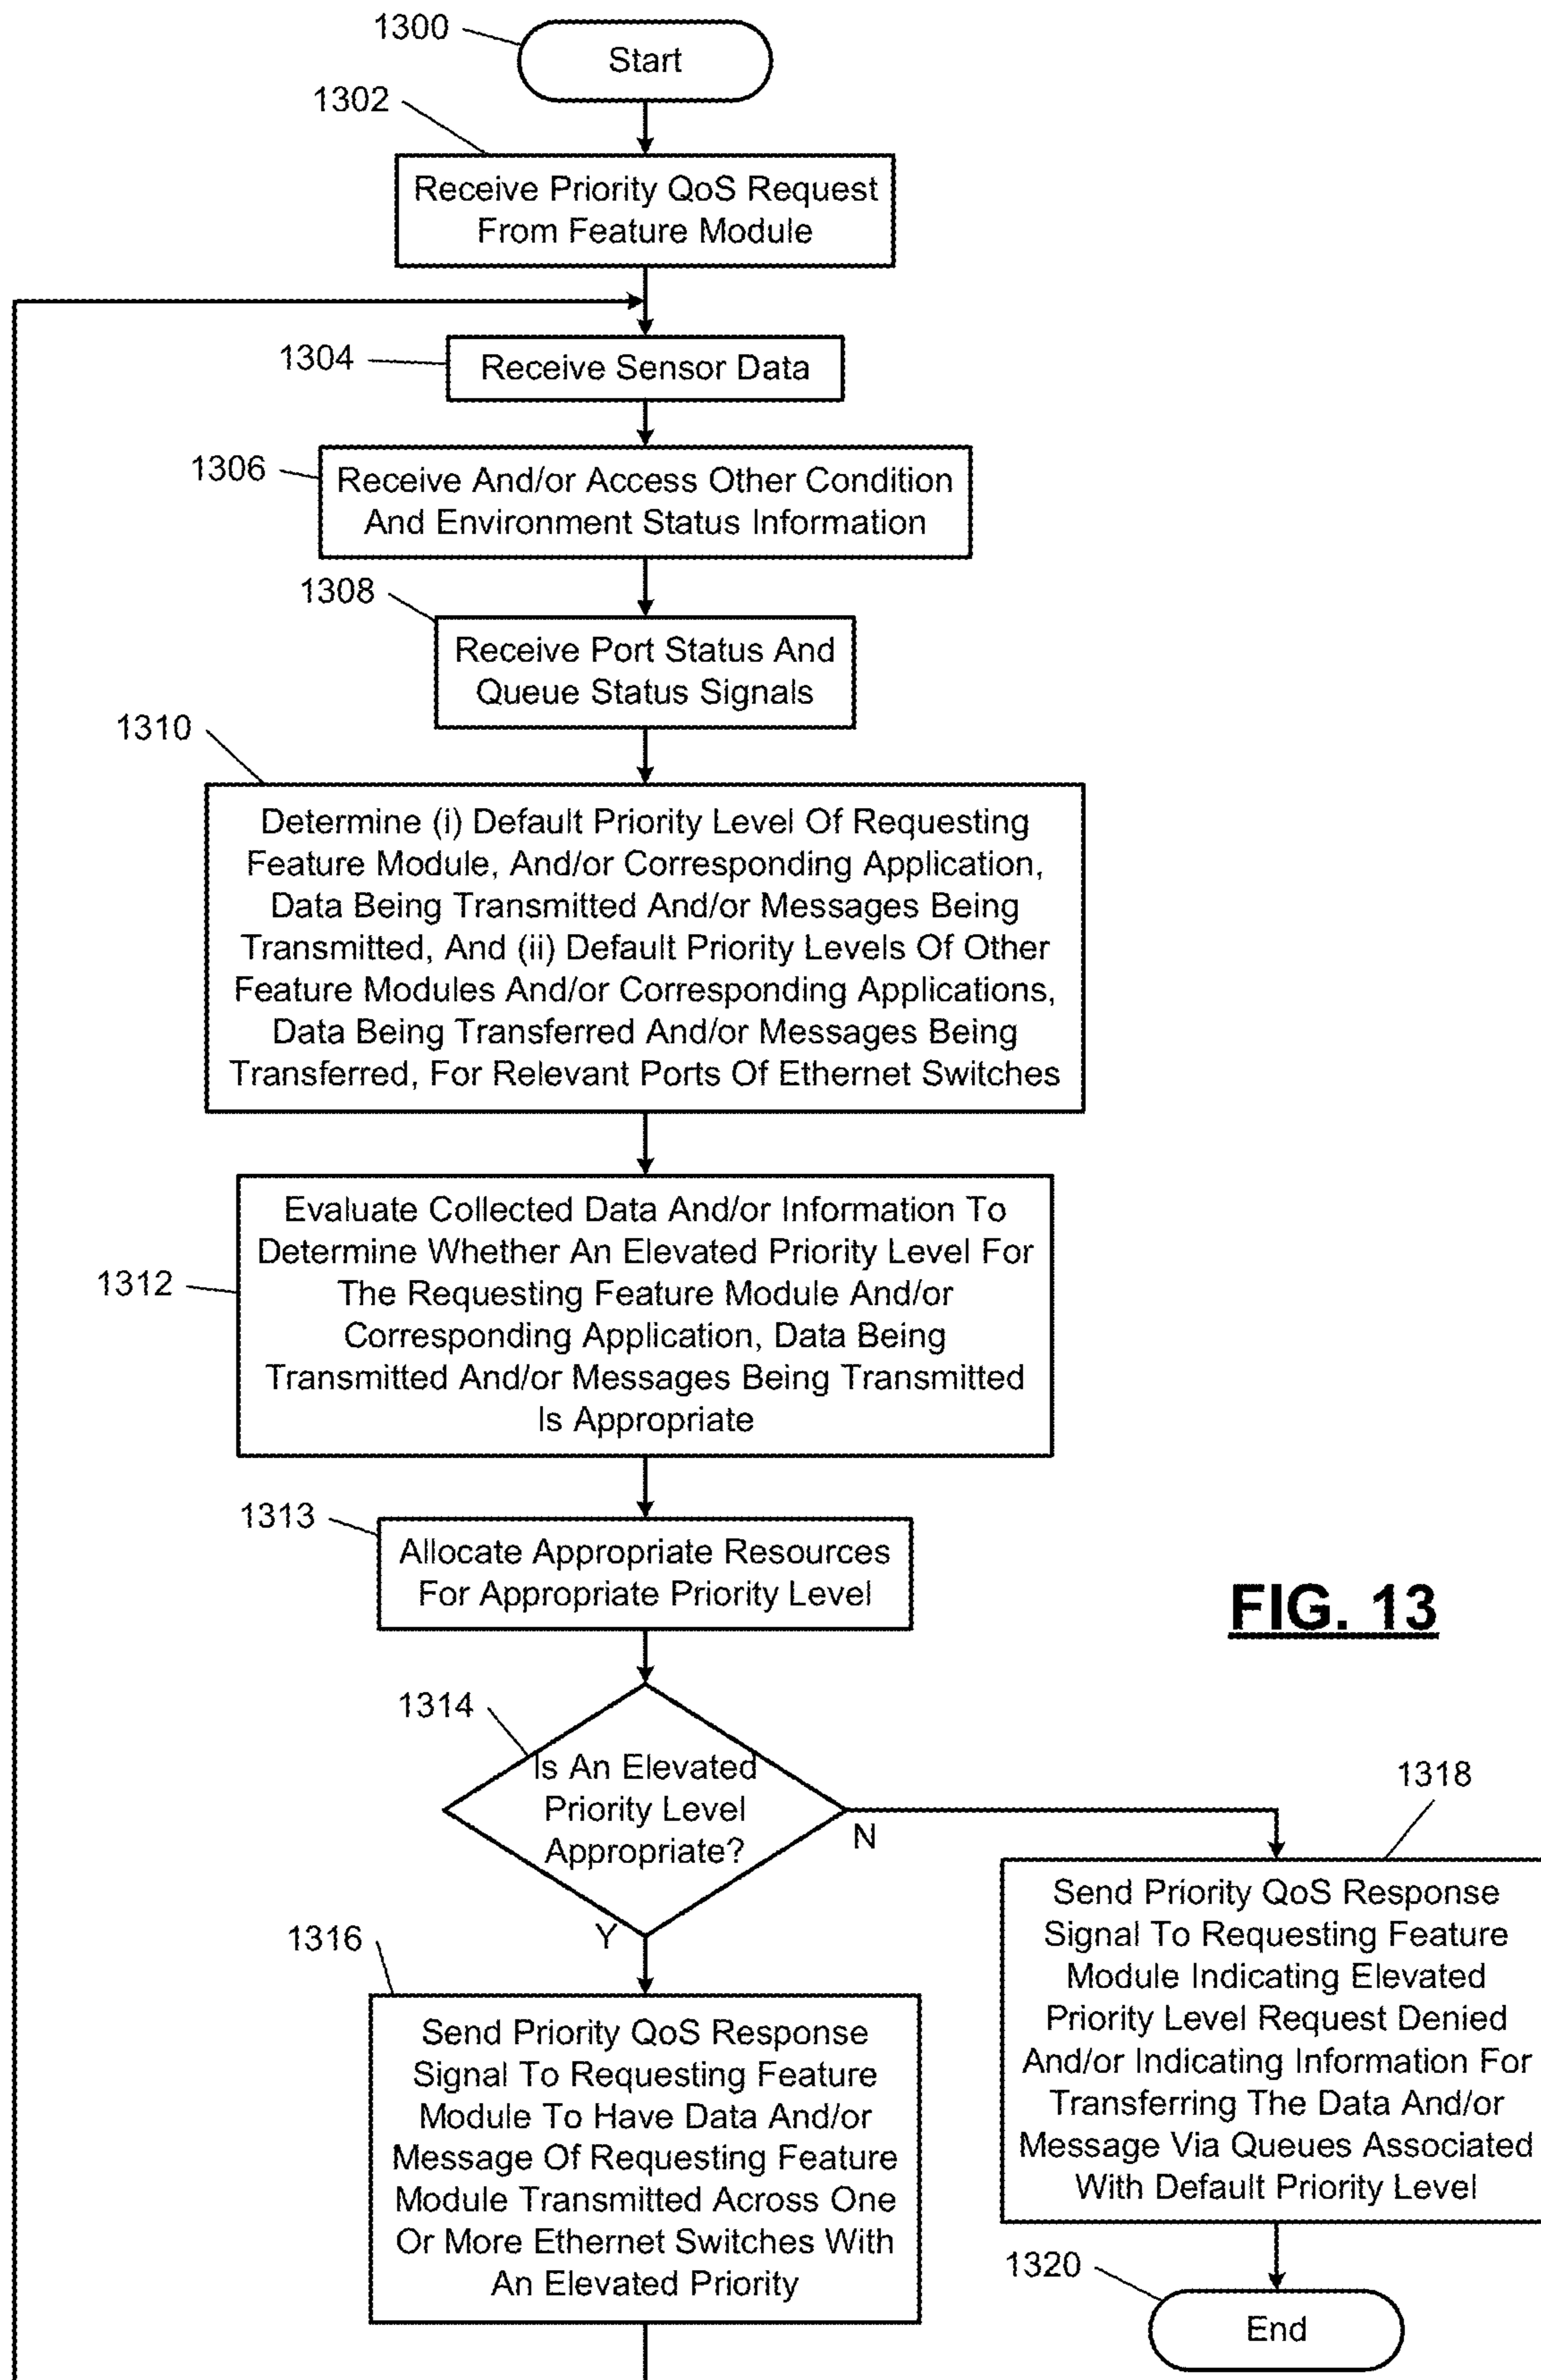 1300
Start
1302
Receive Priority QoS Request
From Feature Module
1304
Receive Sensor Data
1306
Receive And/or Access Other Condition
And Environment Status Information
1308
Receive Port Status And
Queue Status Signals
1310
Determine (i) Default Priority Level Of Requesting
Feature Module, And/or Corresponding Application,
Data Being Transmitted And/or Messages Being
Transmitted, And (ii) Default Priority Levels Of Other
Feature Modules And/or Corresponding Applications,
Data Being Transferred And/or Messages Being
Transferred, For Relevant Ports Of Ethernet Switches
1312
Evaluate Collected Data And/or Information To
Determine Whether An Elevated Priority Level For
The Requesting Feature Module And/or
Corresponding Application, Data Being
Transmitted And/or Messages Being Transmitted
Is Appropriate
1313
Allocate Appropriate Resources
For Appropriate Priority Level
FIG. 13
1314
Is An Elevated
Priority Level
Appropriate?
N
Y
1318
Send Priority QoS Response
Signal To Requesting Feature
Module Indicating Elevated
Priority Level Request Denied
And/or Indicating Information For
Transferring The Data And/or
Message Via Queues Associated
With Default Priority Level
1316
Send Priority QoS Response
Signal To Requesting Feature
Module To Have Data And/or
Message Of Requesting Feature
Module Transmitted Across One
Or More Ethernet Switches With
An Elevated Priority
1320
End